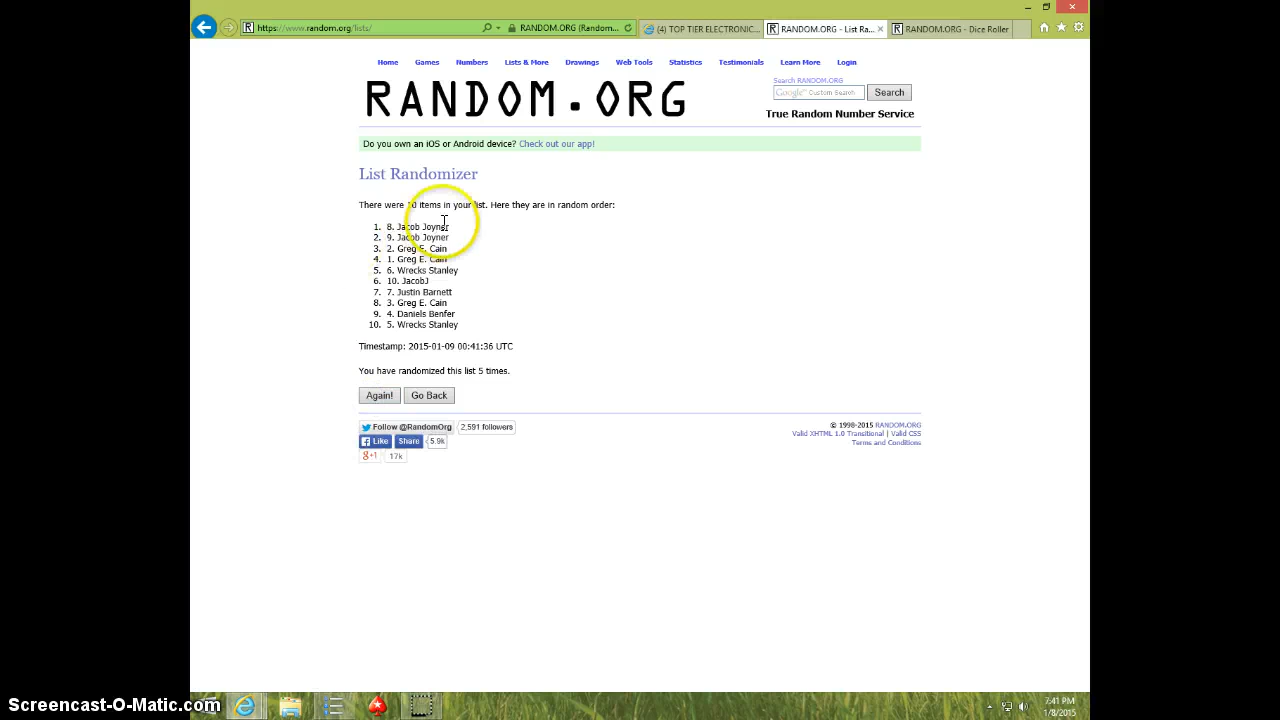 https://www.random.org/lists/
RANDOM.ORG (Random...
(4) TOP TIER ELECTRONIC...
RANDOM.ORG - List Ra...
RANDOM.ORG - Dice Roller
Home Games Numbers Lists & More Drawings Web Tools Statistics Testimonials Learn More Login
RANDOM.ORG
Search RANDOM.ORG
Google™ Custom Search
Search
True Random Number Service
Do you own an iOS or Android device? Check out our app!
List Randomizer
There were 10 items in your list. Here they are in random order:
1. 8. Jacob Joyner
2. 9. Jacob Joyner
3. 2. Greg E. Cain
4. 1. Greg E. Cain
5. 6. Wrecks Stanley
6. 10. JacobJ
7. 7. Justin Barnett
8. 3. Greg E. Cain
9. 4. Daniels Benfer
10. 5. Wrecks Stanley
Timestamp: 2015-01-09 00:41:36 UTC
You have randomized this list 5 times.
Again! Go Back
Follow @RandomOrg 2,591 followers
Like Share 5.9k
g+1 17k
© 1998-2015 RANDOM.ORG
Valid XHTML 1.0 Transitional | Valid CSS
Terms and Conditions
Screencast-O-Matic.com
7:41 PM
1/8/2015